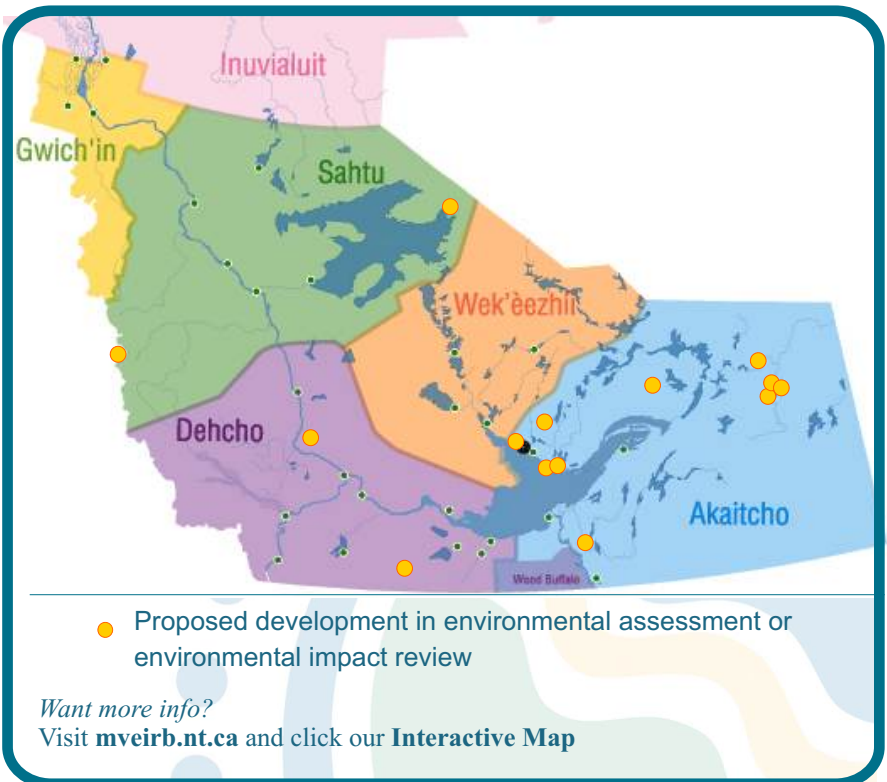 Inuvialuit
Gwich'in
Sahtu
Wek'èezhìi
Dehcho
Akaitcho
Wood Buffalo
Proposed development in environmental assessment or
environmental impact review
Want more info?
Visit mveirb.nt.ca and click our Interactive Map